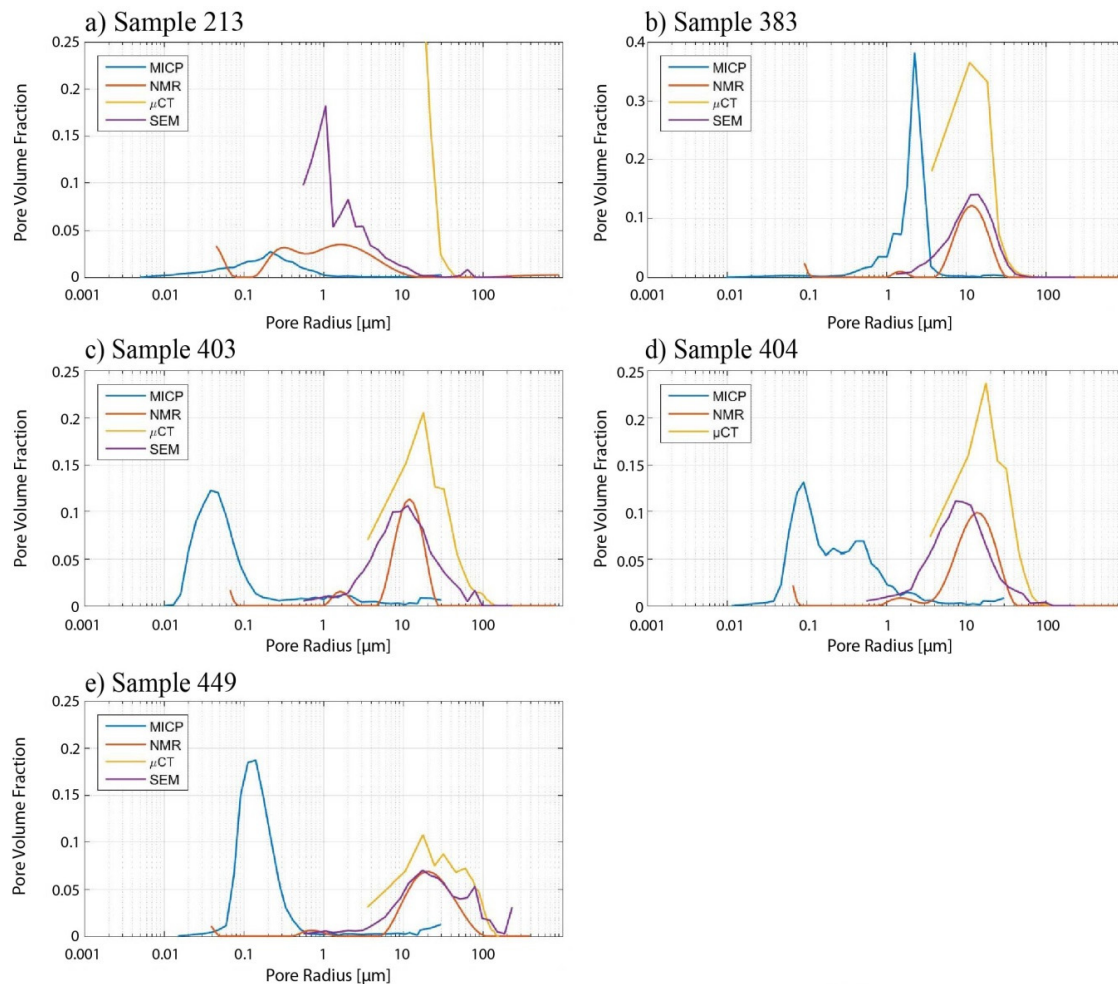 a) Sample 213
0.25
0.2
0.15
0.1
0.05
0
Pore Volume Fraction
MICP
NMR
μCT
SEM
0.001 0.01 0.1 1 10 100
Pore Radius [μm]
b) Sample 383
0.4
0.3
0.2
0.1
0
Pore Volume Fraction
MICP
NMR
μCT
SEM
0.001 0.01 0.1 1 10 100
Pore Radius [μm]
c) Sample 403
0.25
0.2
0.15
0.1
0.05
0
Pore Volume Fraction
MICP
NMR
μCT
SEM
0.001 0.01 0.1 1 10 100
Pore Radius [μm]
d) Sample 404
0.25
0.2
0.15
0.1
0.05
0
Pore Volume Fraction
MICP
NMR
μCT
0.001 0.01 0.1 1 10 100
Pore Radius [μm]
e) Sample 449
0.25
0.2
0.15
0.1
0.05
0
Pore Volume Fraction
MICP
NMR
μCT
SEM
0.001 0.01 0.1 1 10 100
Pore Radius [μm]